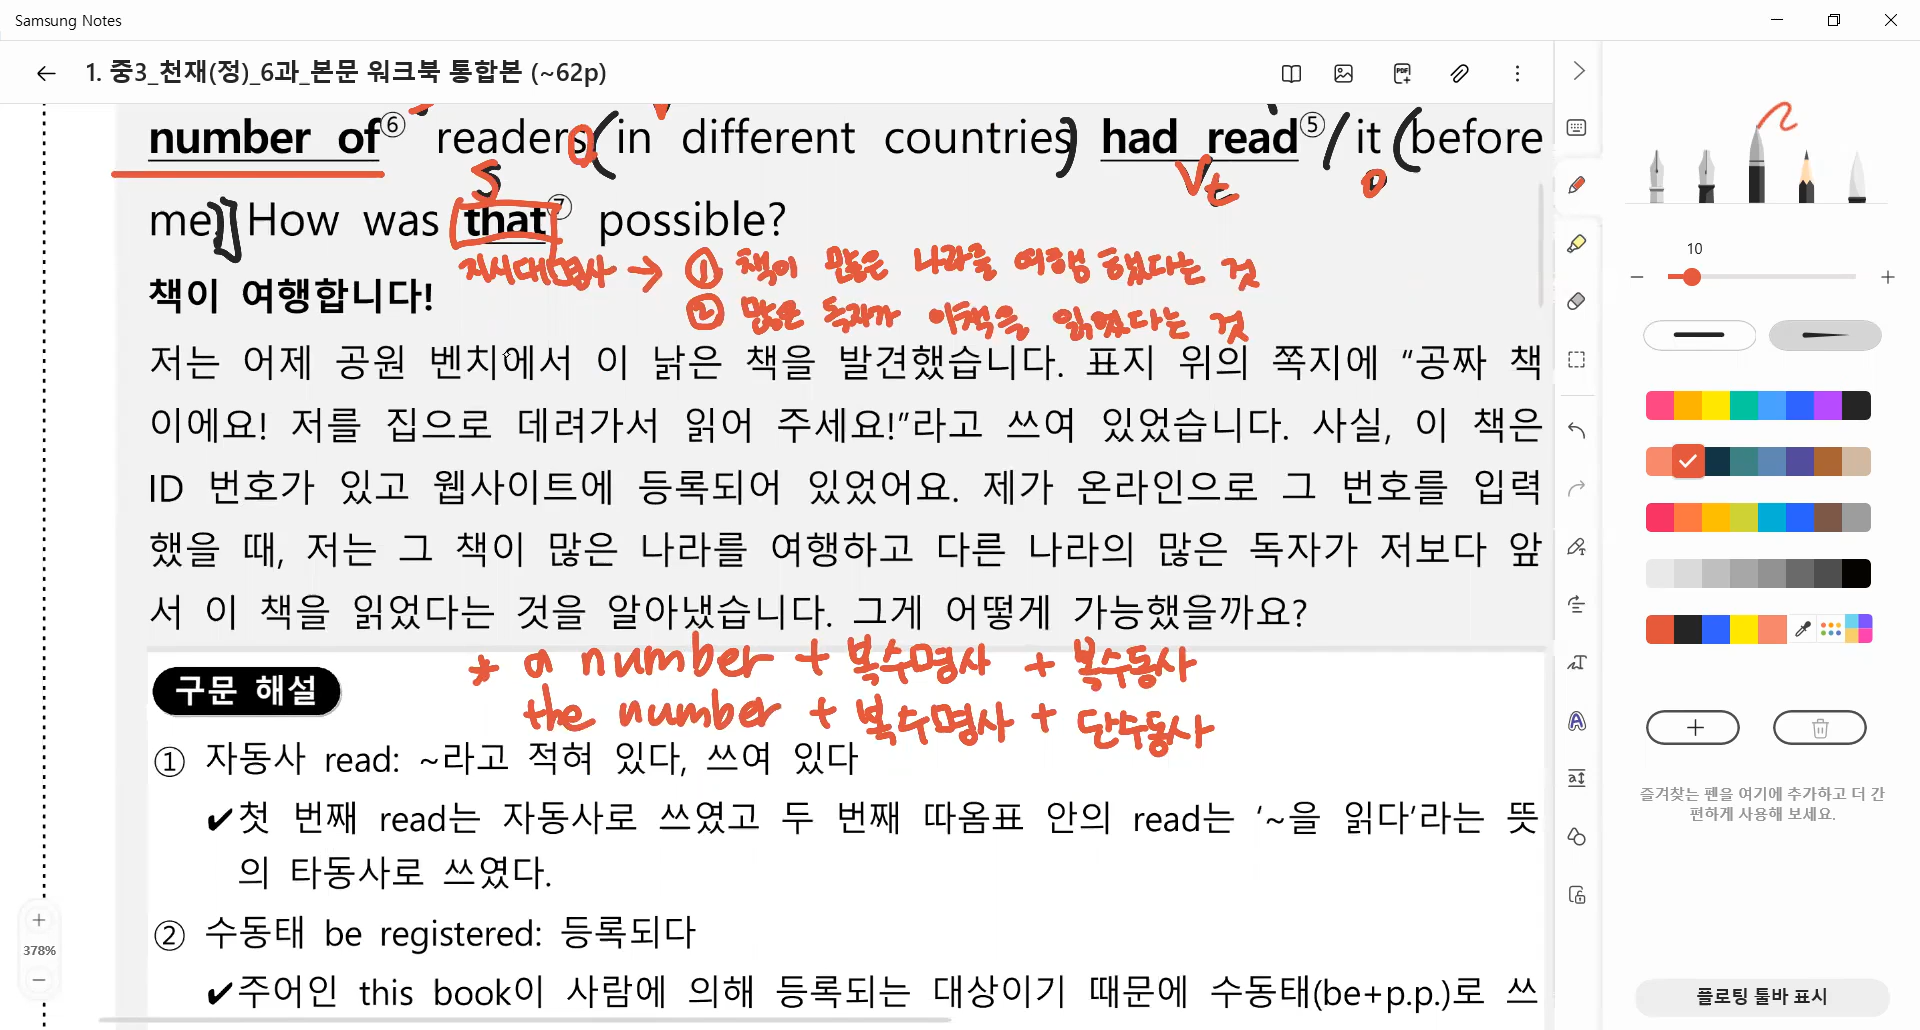 Samsung Notes
1. 중3_천재(정)_6과_본문 워크북 통합본 (~62p)
number of⑥ readers (in different countries) had read⑤ / it (before
S O Vt O
me)] How was that⑦ possible?
지시대명사 → ① 책이 많은 나라를 여행 했다는 것
② 많은 독자가 이책을 읽었다는 것
책이 여행합니다!
저는 어제 공원 벤치에서 이 낡은 책을 발견했습니다. 표지 위의 쪽지에 “공짜 책
이에요! 저를 집으로 데려가서 읽어 주세요!”라고 쓰여 있었습니다. 사실, 이 책은
ID 번호가 있고 웹사이트에 등록되어 있었어요. 제가 온라인으로 그 번호를 입력
했을 때, 저는 그 책이 많은 나라를 여행하고 다른 나라의 많은 독자가 저보다 앞
서 이 책을 읽었다는 것을 알아냈습니다. 그게 어떻게 가능했을까요?
* a number + 복수명사 + 복수동사
the number + 복수명사 + 단수동사
구문 해설
① 자동사 read: ~라고 적혀 있다, 쓰여 있다
✔첫 번째 read는 자동사로 쓰였고 두 번째 따옴표 안의 read는 ‘~을 읽다’라는 뜻
의 타동사로 쓰였다.
② 수동태 be registered: 등록되다
✔주어인 this book이 사람에 의해 등록되는 대상이기 때문에 수동태(be+p.p.)로 쓰
378%
10
즐겨찾는 펜을 여기에 추가하고 더 간
편하게 사용해 보세요.
플로팅 툴바 표시